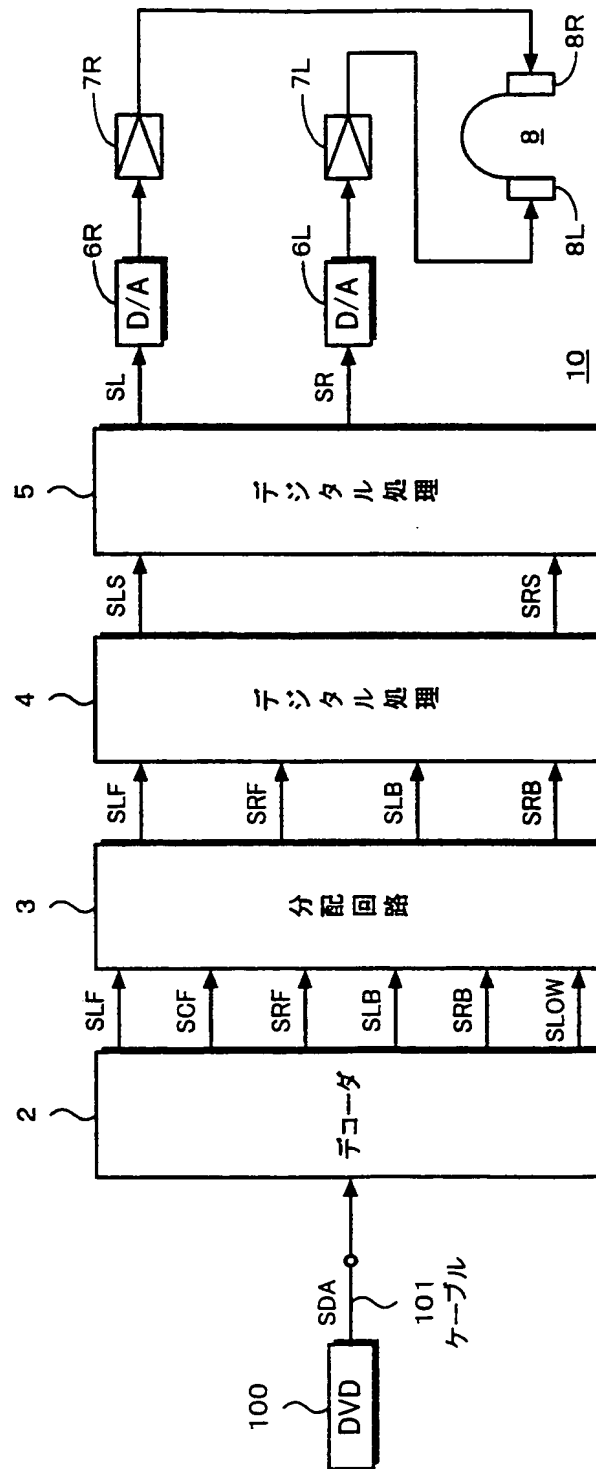 100
DVD
SDA
101
ケーブル
2
デコーダ
SLF
SCF
SRF
SLB
SRB
SLOW
3
分配回路
SLF
SRF
SLB
SRB
4
デジタル処理
SLS
SRS
5
デジタル処理
SL
SR
6R
D/A
6L
D/A
7R
7L
8
8L
8R
10